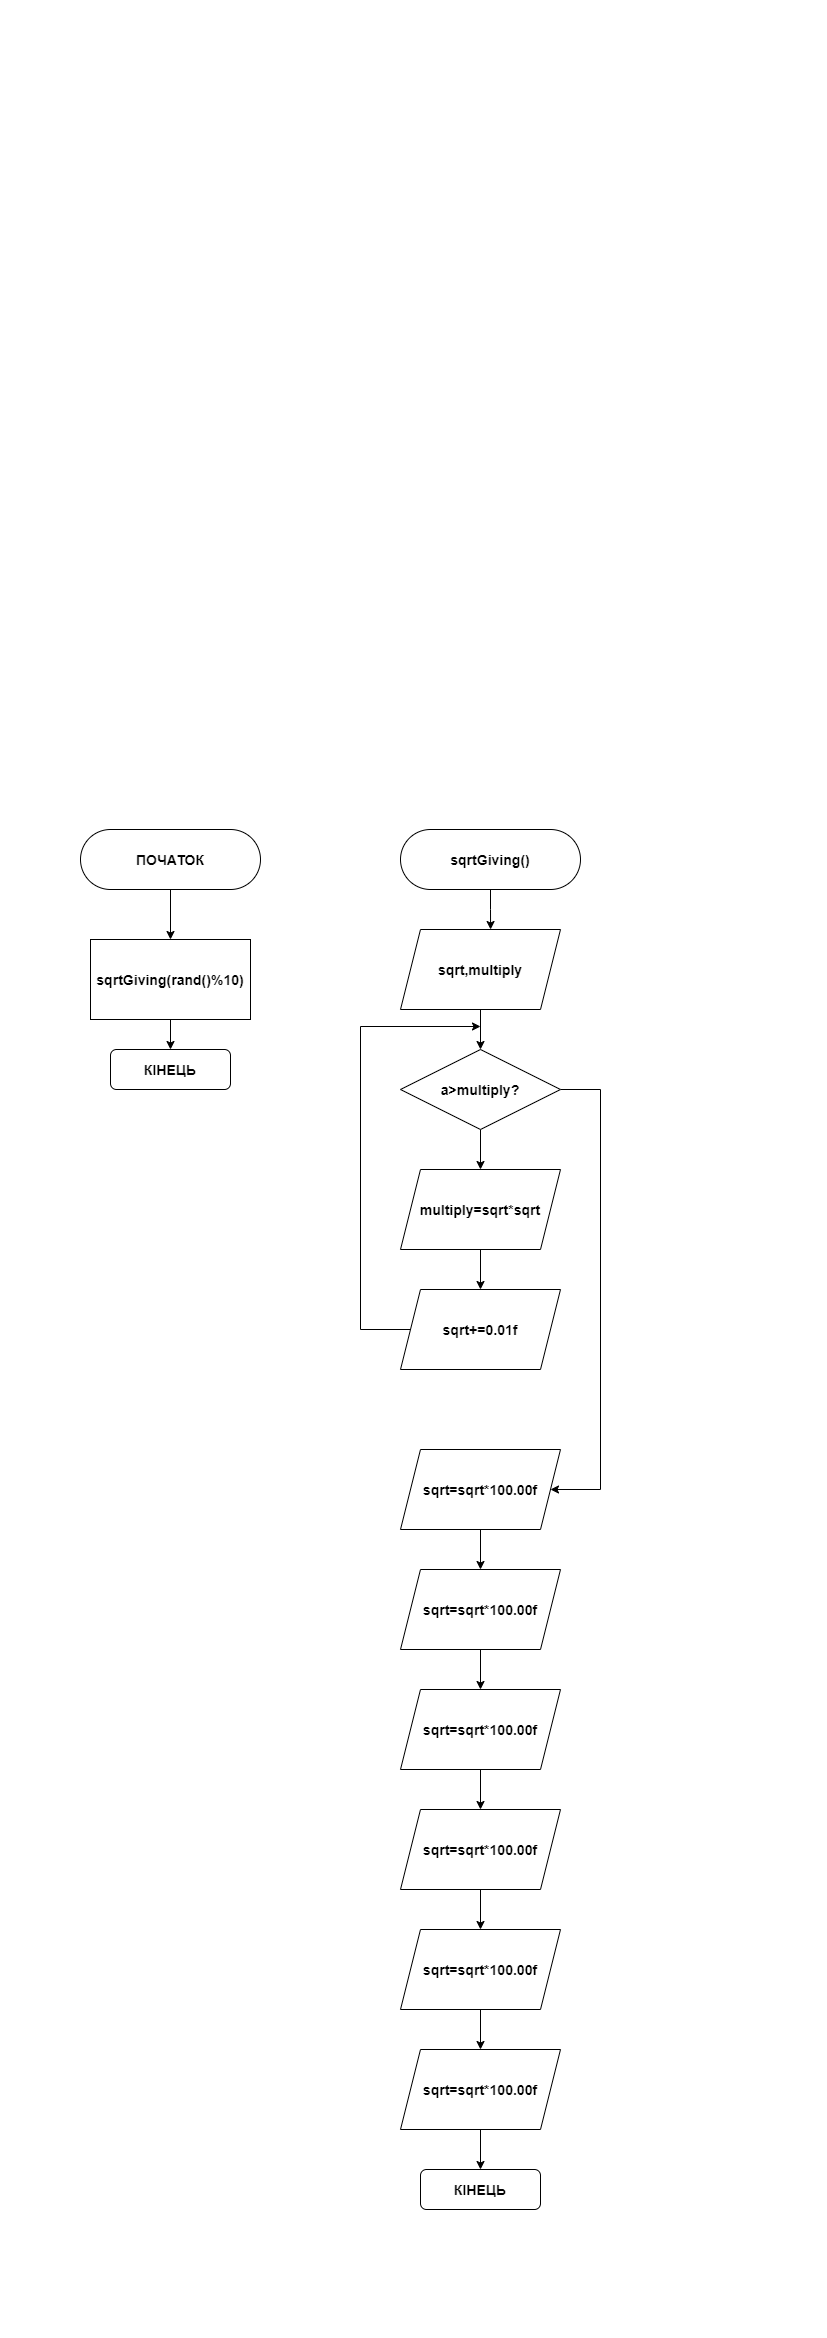 ПОЧАТОК
sqrtGiving(rand()%10)
КІНЕЦЬ
sqrtGiving()
sqrt,multiply
a>multiply?
multiply=sqrt*sqrt
sqrt+=0.01f
sqrt=sqrt*100.00f
sqrt=sqrt*100.00f
sqrt=sqrt*100.00f
sqrt=sqrt*100.00f
sqrt=sqrt*100.00f
sqrt=sqrt*100.00f
КІНЕЦЬ